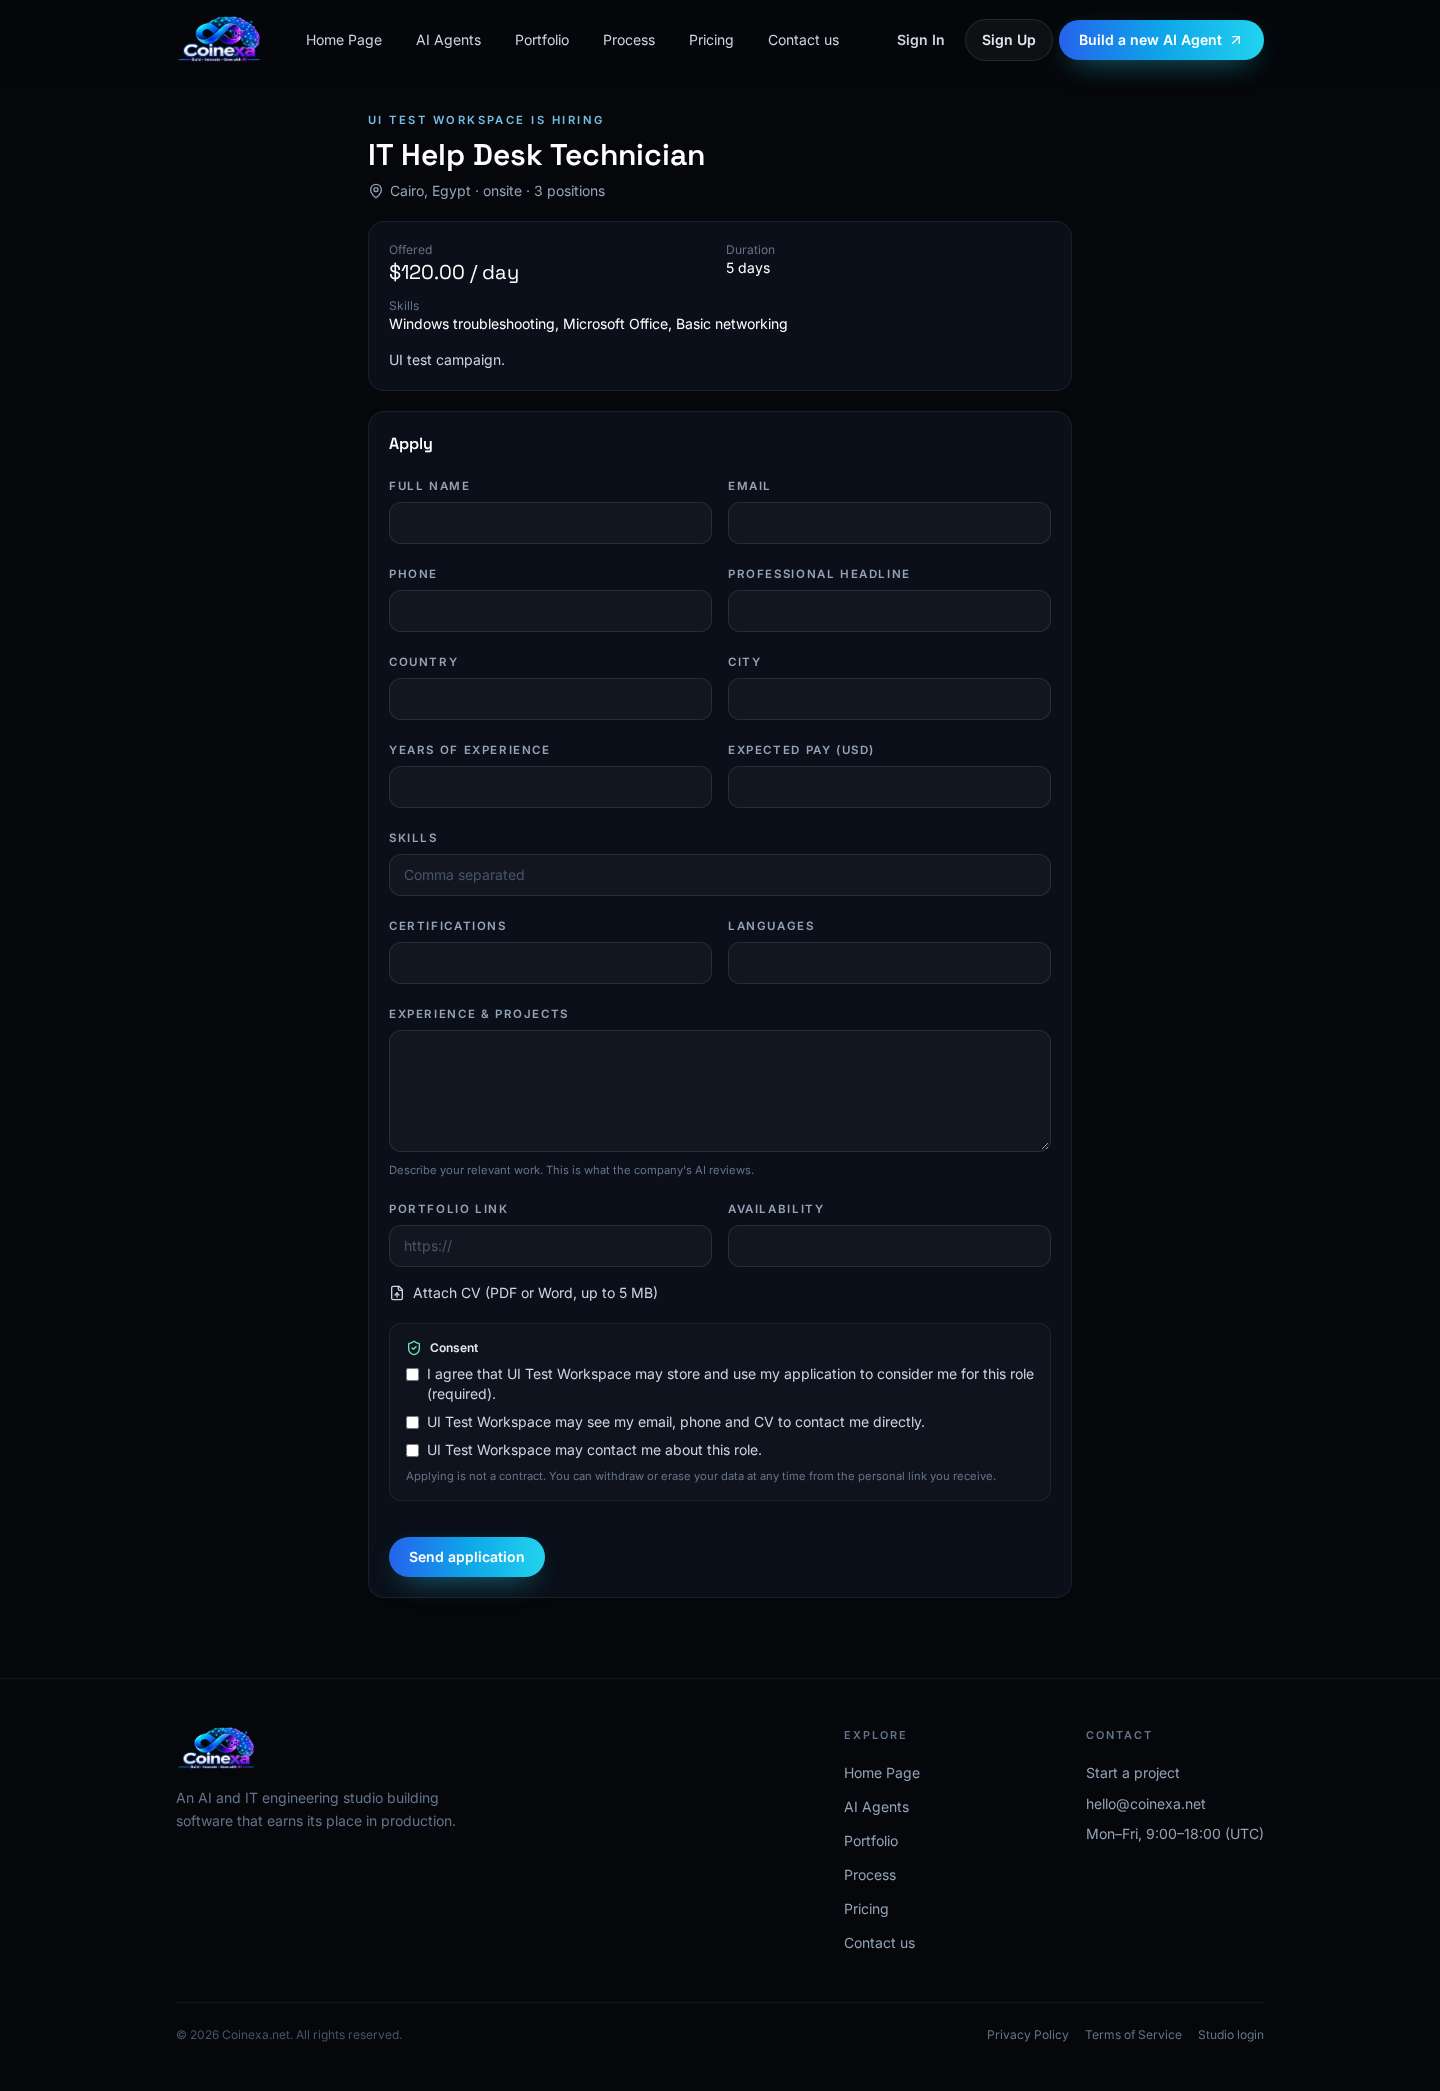 Coinexa
Home Page
AI Agents
Portfolio
Process
Pricing
Contact us
Sign In
Sign Up
Build a new AI Agent
UI TEST WORKSPACE IS HIRING
IT Help Desk Technician
Cairo, Egypt · onsite · 3 positions
Offered
$120.00 / day
Duration
5 days
Skills
Windows troubleshooting, Microsoft Office, Basic networking
UI test campaign.
Apply
FULL NAME
EMAIL
PHONE
PROFESSIONAL HEADLINE
COUNTRY
CITY
YEARS OF EXPERIENCE
EXPECTED PAY (USD)
SKILLS
Comma separated
CERTIFICATIONS
LANGUAGES
EXPERIENCE & PROJECTS
Describe your relevant work. This is what the company's AI reviews.
PORTFOLIO LINK
AVAILABILITY
https://
Attach CV (PDF or Word, up to 5 MB)
Consent
I agree that UI Test Workspace may store and use my application to consider me for this role
(required).
UI Test Workspace may see my email, phone and CV to contact me directly.
UI Test Workspace may contact me about this role.
Applying is not a contract. You can withdraw or erase your data at any time from the personal link you receive.
Send application
Coinexa
An AI and IT engineering studio building
software that earns its place in production.
EXPLORE
Home Page
AI Agents
Portfolio
Process
Pricing
Contact us
CONTACT
Start a project
hello@coinexa.net
Mon–Fri, 9:00–18:00 (UTC)
© 2026 Coinexa.net. All rights reserved.
Privacy Policy
Terms of Service
Studio login